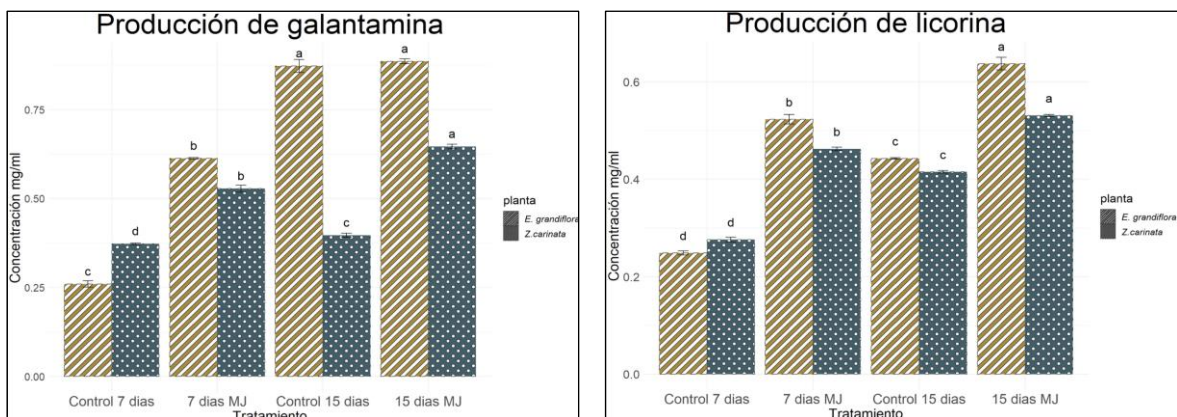 Producción de galantamina
Concentración mg/ml
0.75
0.50
0.25
0.00
c
d
b
b
a
c
a
a
Control 7 dias
7 dias MJ
Control 15 dias
15 dias MJ
Tratamiento
planta
E. grandiflora
Z.carinata
Producción de licorina
Concentración mg/ml
0.6
0.4
0.2
0.0
d
d
b
b
c
c
a
a
Control 7 dias
7 dias MJ
Control 15 dias
15 dias MJ
Tratamiento
planta
E. grandiflora
Z.carinata